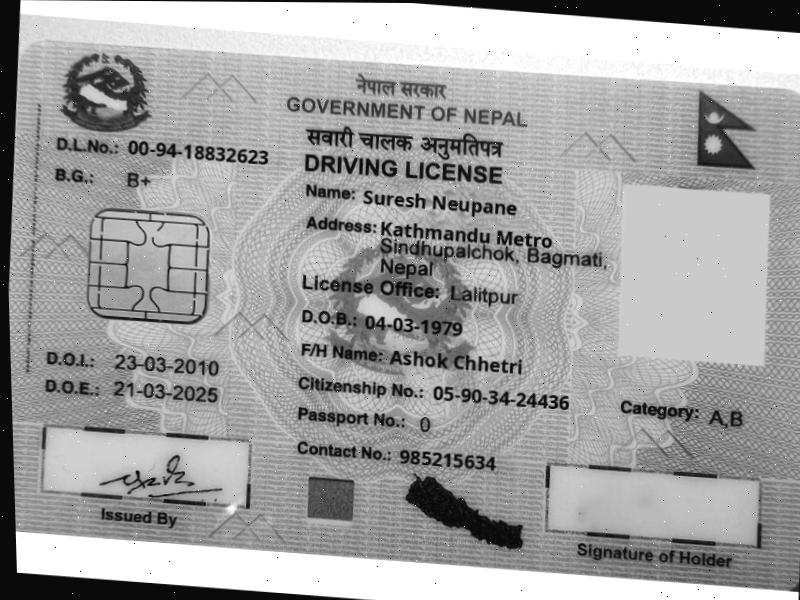 नेपाल सरकार
GOVERNMENT OF NEPAL
सवारी चालक अनुमतिपत्र
DRIVING LICENSE
D.L.No.: 00-94-18832623
B.G.: B+
Name: Suresh Neupane
Address: Kathmandu Metro
Sindhupalchok, Bagmati,
Nepal
License Office: Lalitpur
D.O.B.: 04-03-1979
F/H Name: Ashok Chhetri
D.O.I.: 23-03-2010
D.O.E.: 21-03-2025
Citizenship No.: 05-90-34-24436
Category: A,B
Passport No.: 0
Contact No.: 985215634
Issued By
Signature of Holder